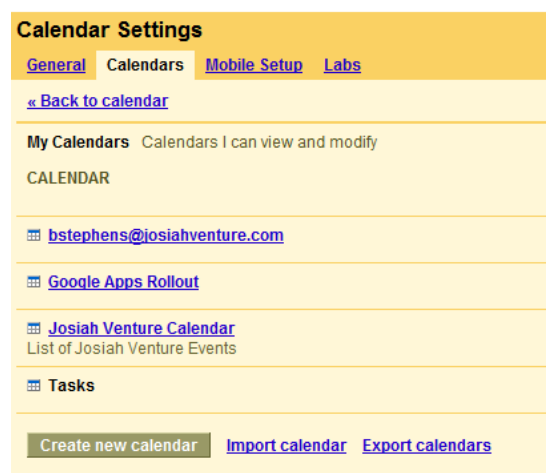 Calendar Settings
General Calendars Mobile Setup Labs
« Back to calendar
My Calendars Calendars I can view and modify
CALENDAR
bstephens@josiahventure.com
Google Apps Rollout
Josiah Venture Calendar
List of Josiah Venture Events
Tasks
Create new calendar Import calendar Export calendars